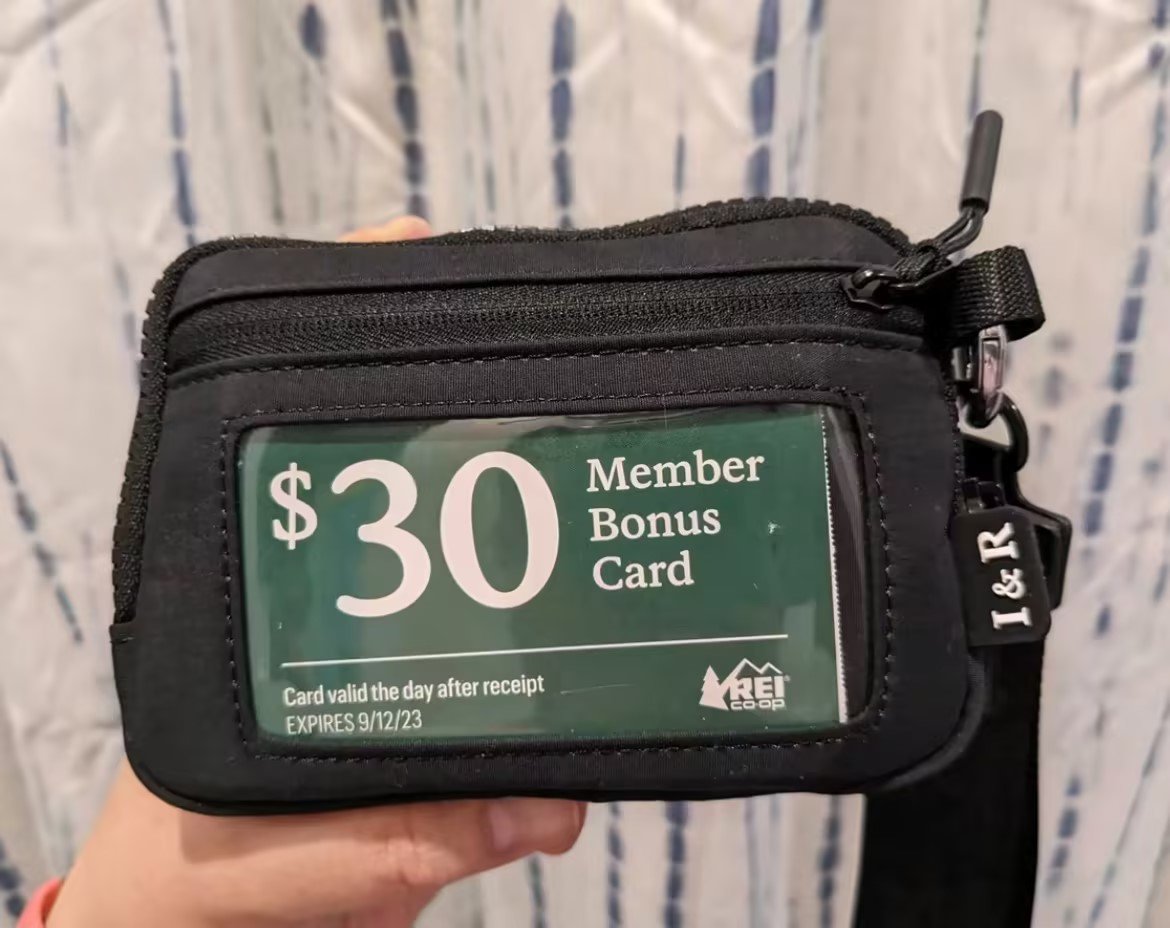 $30
Member
Bonus
Card
Card valid the day after receipt
EXPIRES 9/12/23
REI®
co·op
I & R